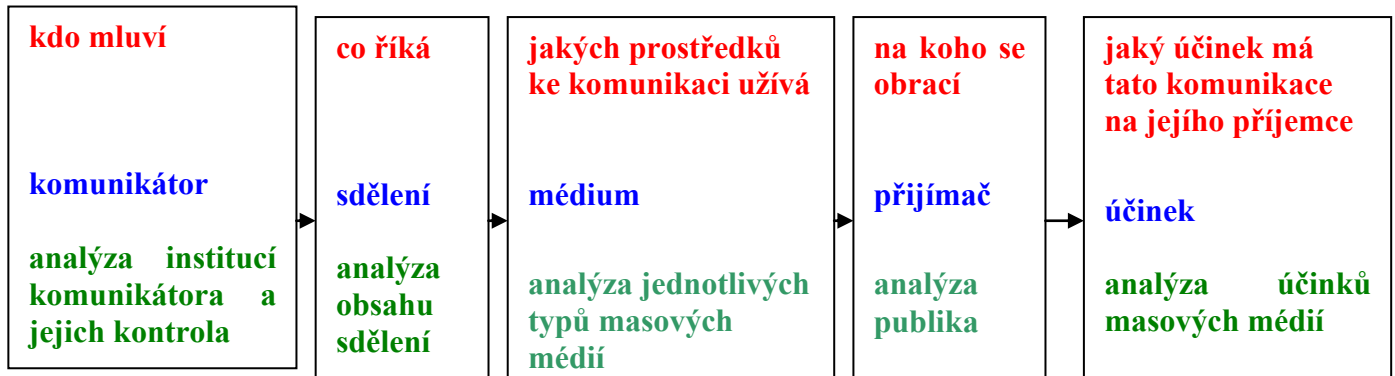 kdo mluví
komunikátor
analýza institucí
komunikátora a
jejich kontrola
co říká
sdělení
analýza
obsahu
sdělení
jakých prostředků
ke komunikaci užívá
médium
analýza jednotlivých
typů masových
médií
na koho se
obrací
přijímač
analýza
publika
jaký účinek má
tato komunikace
na jejího příjemce
účinek
analýza účinků
masových médií